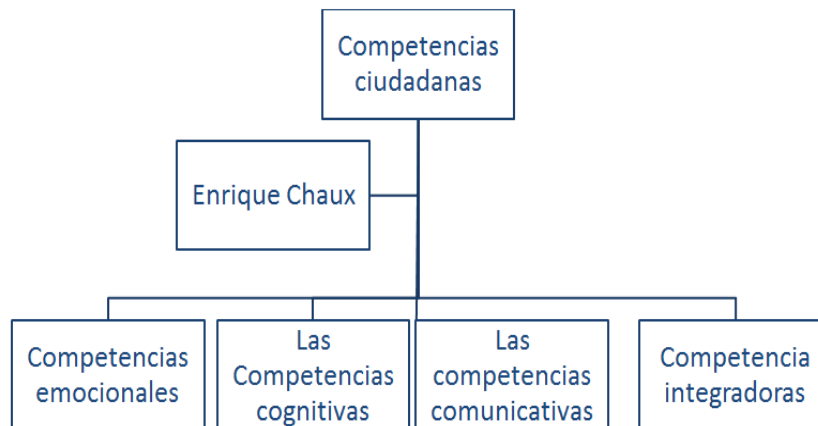 Competencias
ciudadanas
Enrique Chaux
Competencias
emocionales
Las
Competencias
cognitivas
Las
competencias
comunicativas
Competencia
integradoras